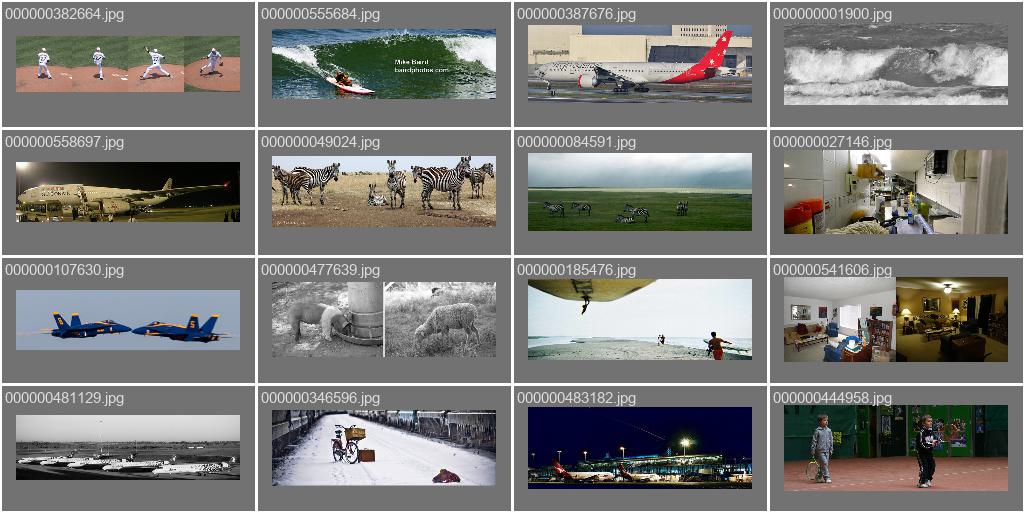 000000382664.jpg
000000555684.jpg
000000387676.jpg
000000001900.jpg
Mike Baird
bairdphotos.com
000000558697.jpg
000000049024.jpg
000000084591.jpg
000000027146.jpg
000000107630.jpg
000000477639.jpg
000000185476.jpg
000000541606.jpg
000000481129.jpg
000000346596.jpg
000000483182.jpg
000000444958.jpg